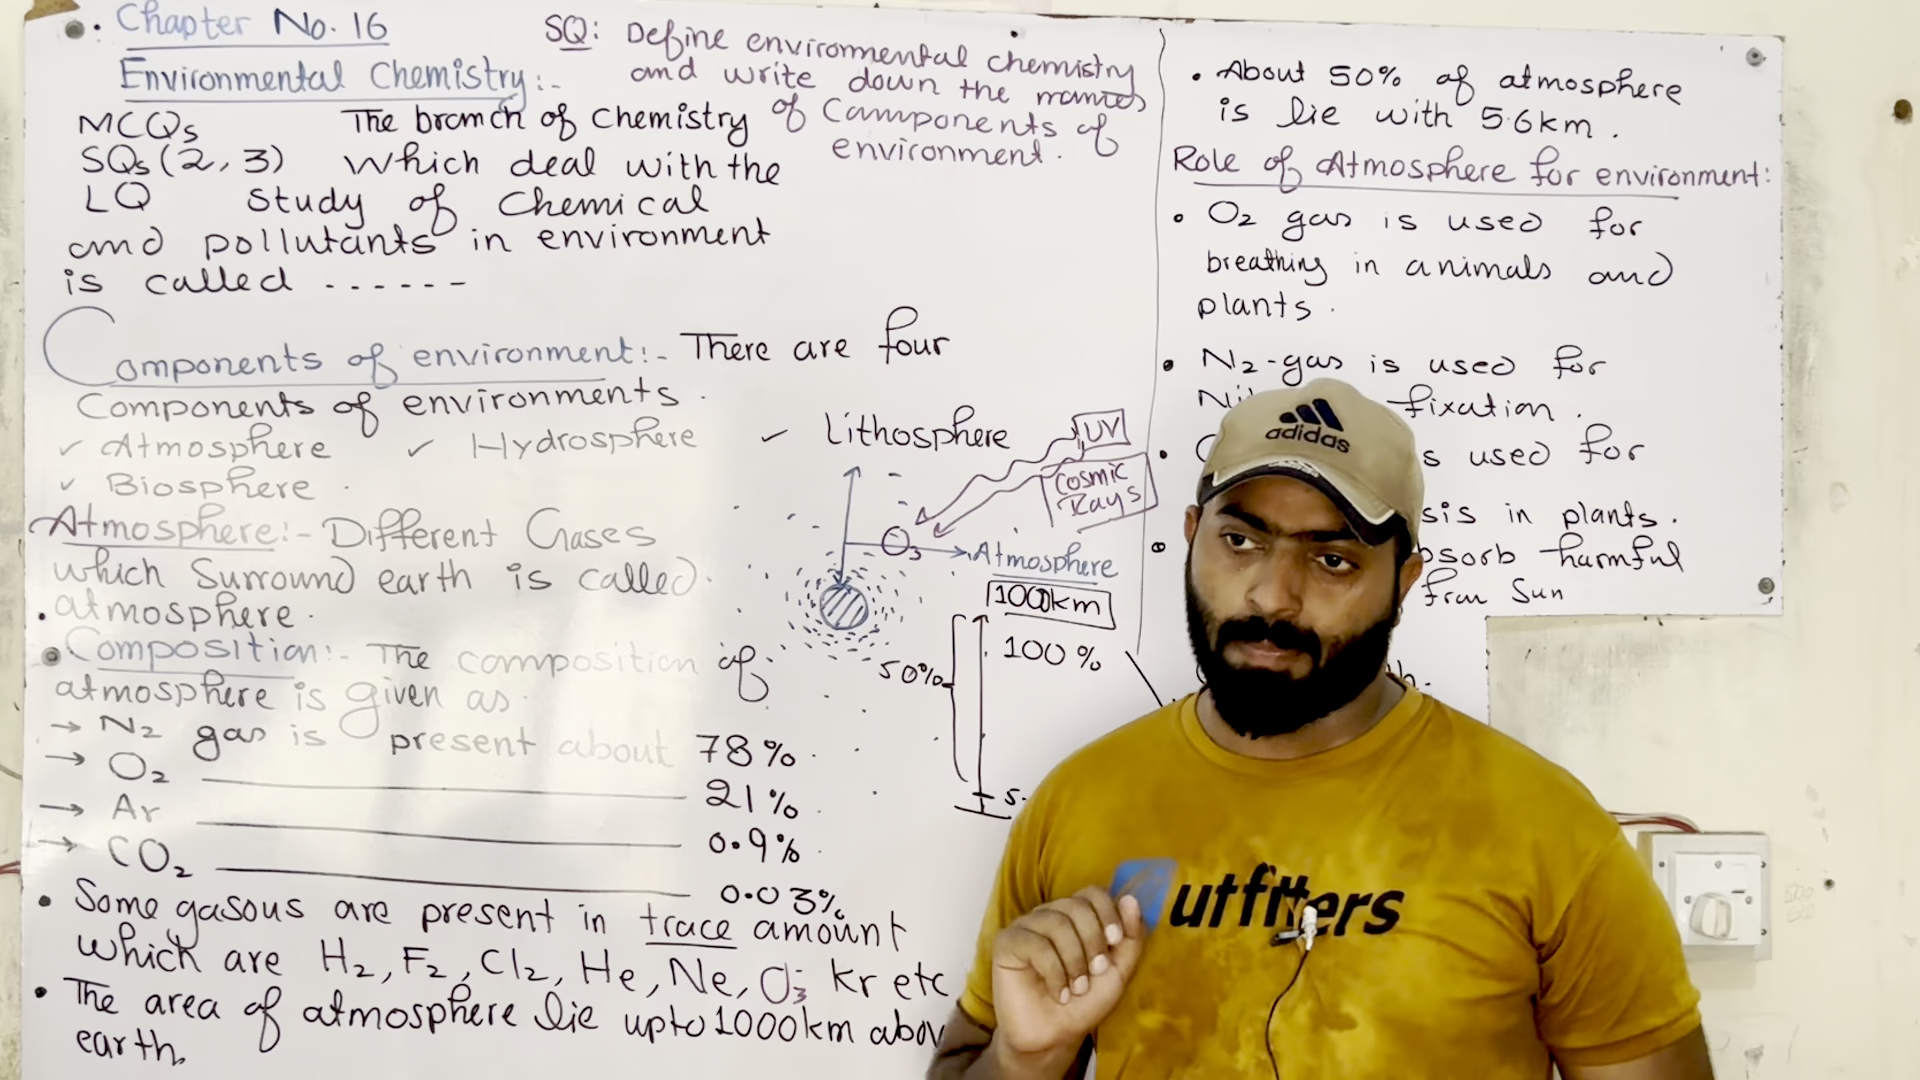 Chapter No. 16
Environmental Chemistry:-
SQ: Define environmental chemistry
and write down the names
of Components of
environment.
MCQs
SQs (2, 3)
LQ
The branch of chemistry
which deal with the
study of chemical
and pollutants in environment
is called ------
Components of environment:- There are four
Components of environments.
✓ Atmosphere ✓ Hydrosphere ✓ Lithosphere
✓ Biosphere.
Atmosphere:- Different Gases
which Surround earth is called
atmosphere.
Composition:- The composition of
atmosphere is given as
→ N2 gas is present about 78%.
→ O2 21%.
→ Ar 0.9%.
→ CO2 0.03%.
• Some gasous are present in trace amount
which are H2, F2, Cl2, He, Ne, O3 Kr etc
• The area of atmosphere lie upto 1000km abov
earth.
UV
Cosmic
Rays
O3
Atmosphere
1000km
100%
50%
5.
• About 50% of atmosphere
is lie with 5.6km.
Role of Atmosphere for environment:
• O2 gas is used for
breathing in animals and
plants.
• N2-gas is used for
fixation.
s used for
sis in plants.
bsorb harmful
from Sun
h.
adidas
utfitters